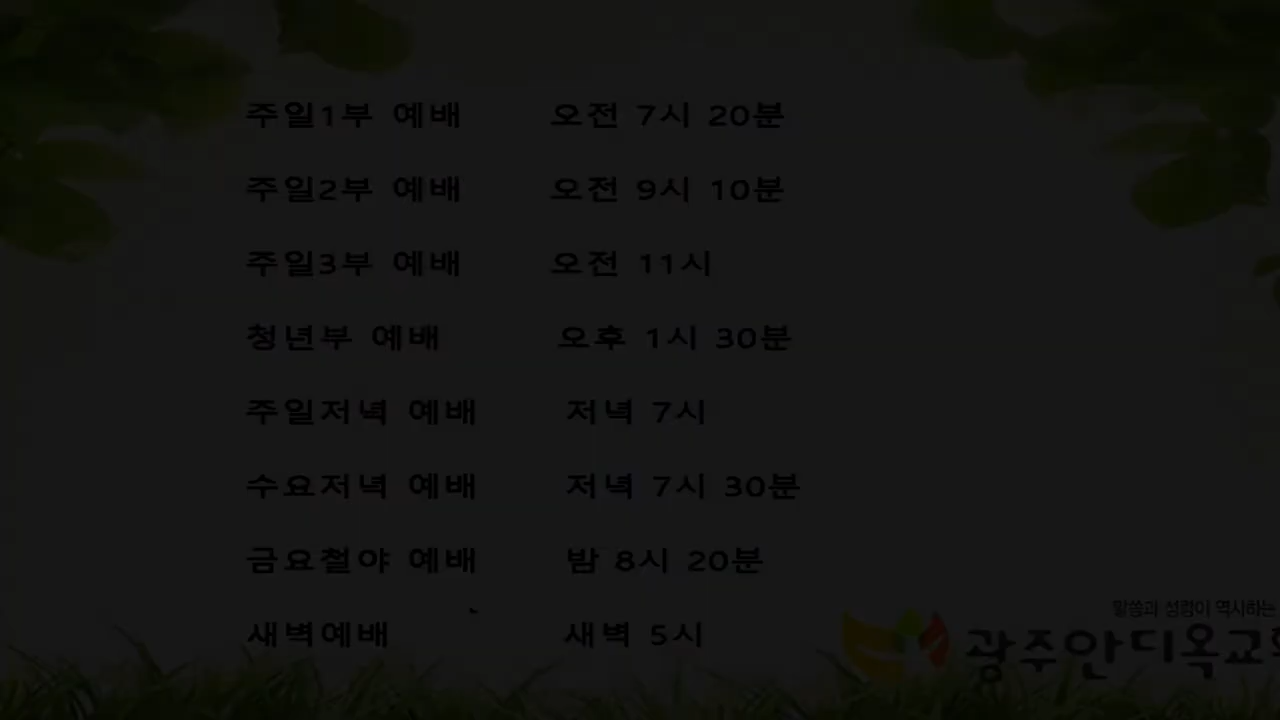 주일1부 예배 오전 7시 20분
주일2부 예배 오전 9시 10분
주일3부 예배 오전 11시
청년부 예배 오후 1시 30분
주일저녁 예배 저녁 7시
수요저녁 예배 저녁 7시 30분
금요철야 예배 밤 8시 20분
새벽예배 새벽 5시
말씀과 성령이 역시하는
광주안디옥교회